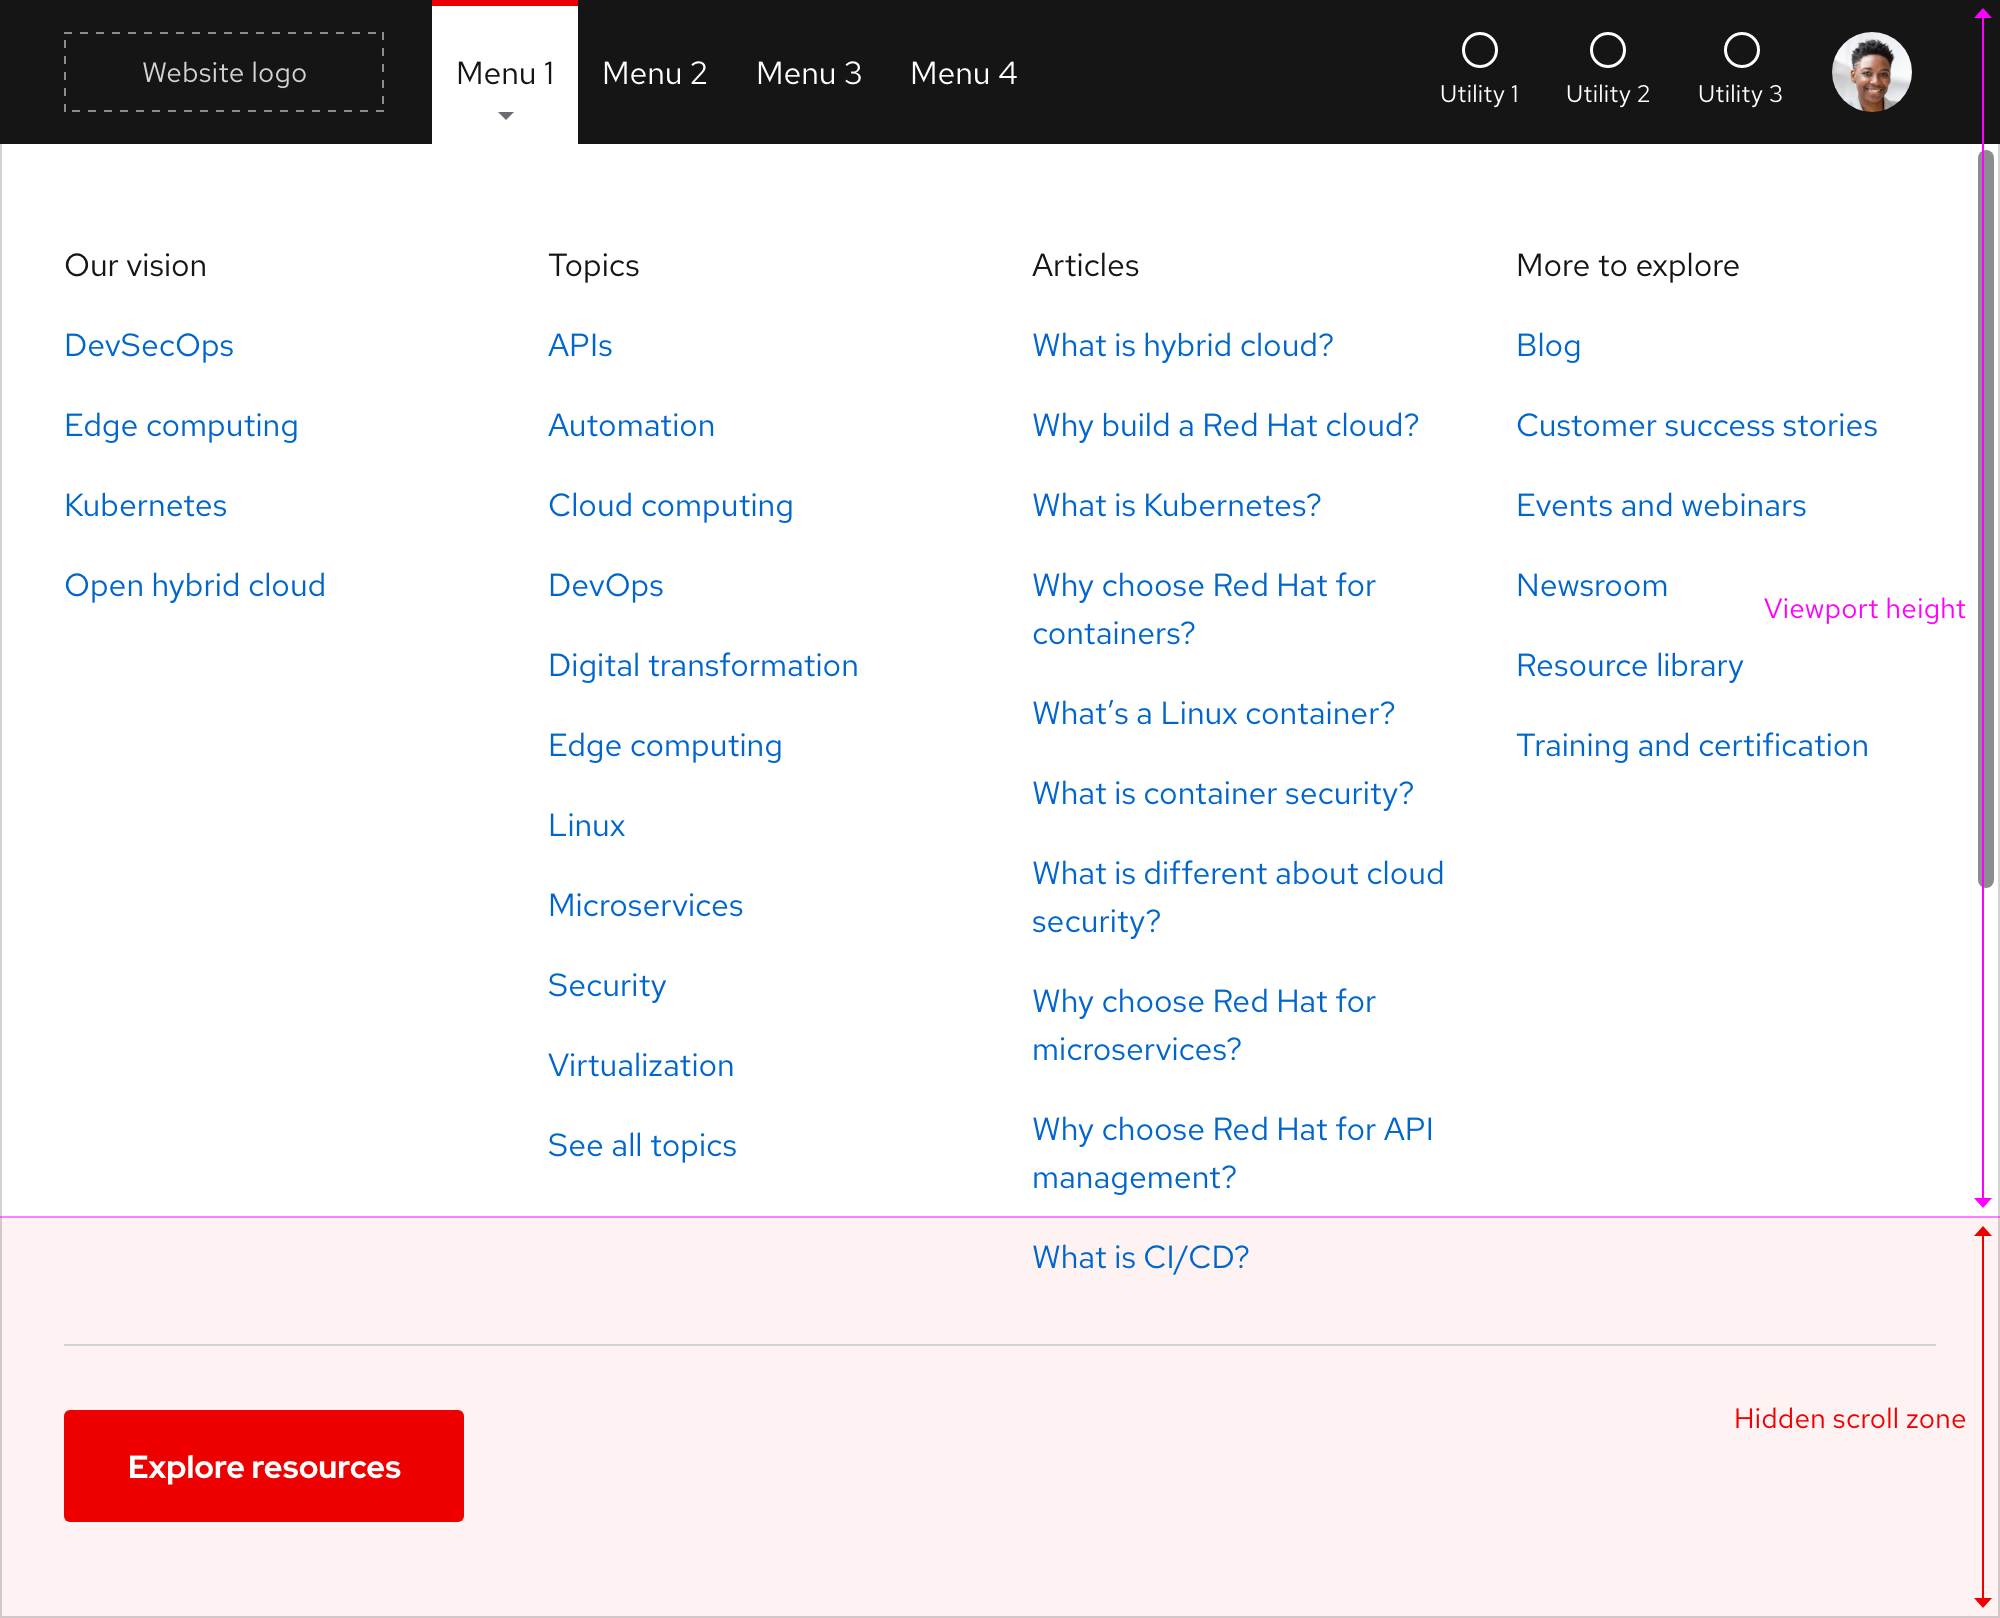 Website logo
Menu 1
Menu 2
Menu 3
Menu 4
Utility 1
Utility 2
Utility 3
Our vision
DevSecOps
Edge computing
Kubernetes
Open hybrid cloud
Topics
APIs
Automation
Cloud computing
DevOps
Digital transformation
Edge computing
Linux
Microservices
Security
Virtualization
See all topics
Articles
What is hybrid cloud?
Why build a Red Hat cloud?
What is Kubernetes?
Why choose Red Hat for
containers?
What’s a Linux container?
What is container security?
What is different about cloud
security?
Why choose Red Hat for
microservices?
Why choose Red Hat for API
management?
What is CI/CD?
More to explore
Blog
Customer success stories
Events and webinars
Newsroom
Resource library
Training and certification
Viewport height
Explore resources
Hidden scroll zone